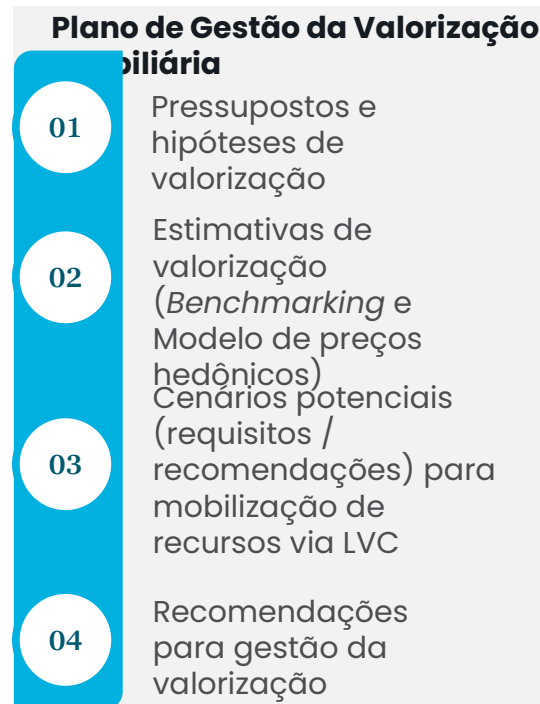 Plano de Gestão da Valorização
biliária
01
Pressupostos e
hipóteses de
valorização
02
Estimativas de
valorização
(Benchmarking e
Modelo de preços
hedônicos)
03
Cenários potenciais
(requisitos /
recomendações) para
mobilização de
recursos via LVC
04
Recomendações
para gestão da
valorização